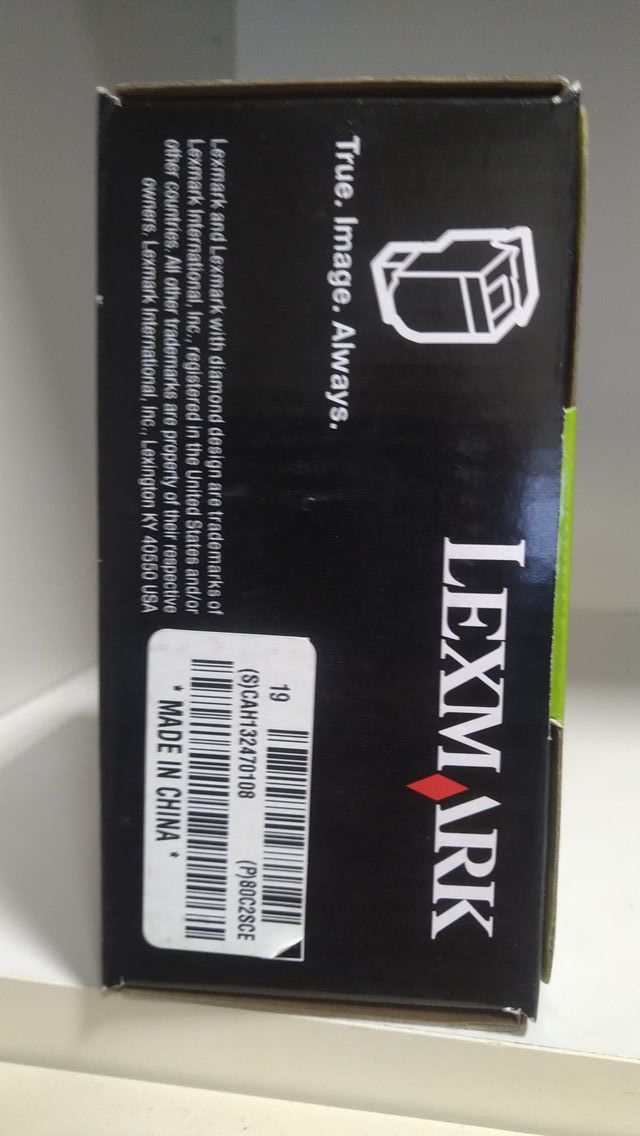 LEXMARK
True. Image. Always.
Lexmark and Lexmark with diamond design are trademarks of
Lexmark International, Inc., registered in the United States and/or
other countries. All other trademarks are property of their respective
owners. Lexmark International, Inc., Lexington KY 40550 USA
19
(S)CAH132470108 (P)80C2SCE
* MADE IN CHINA *